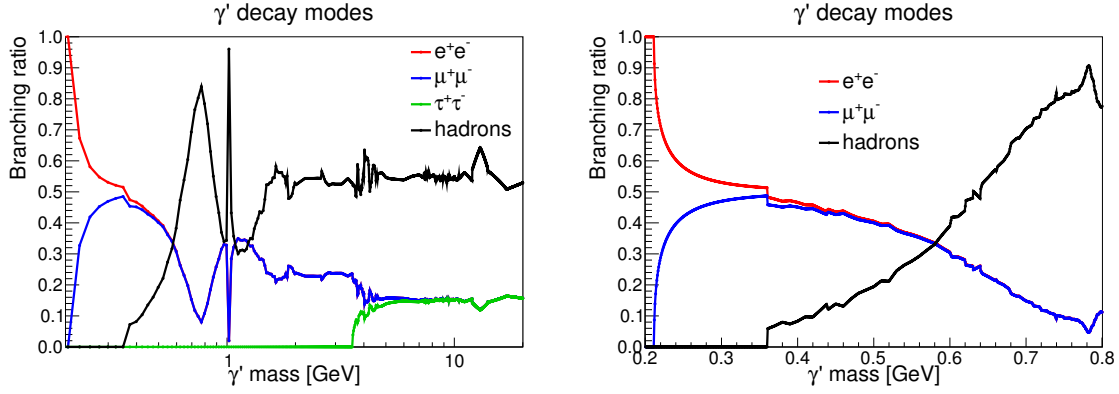 γ' decay modes
Branching ratio
1.0
0.9
0.8
0.7
0.6
0.5
0.4
0.3
0.2
0.1
0.0
e⁺e⁻
μ⁺μ⁻
τ⁺τ⁻
hadrons
1
10
γ' mass [GeV]
γ' decay modes
Branching ratio
1.0
0.9
0.8
0.7
0.6
0.5
0.4
0.3
0.2
0.1
0.0
e⁺e⁻
μ⁺μ⁻
hadrons
0.2
0.3
0.4
0.5
0.6
0.7
0.8
γ' mass [GeV]